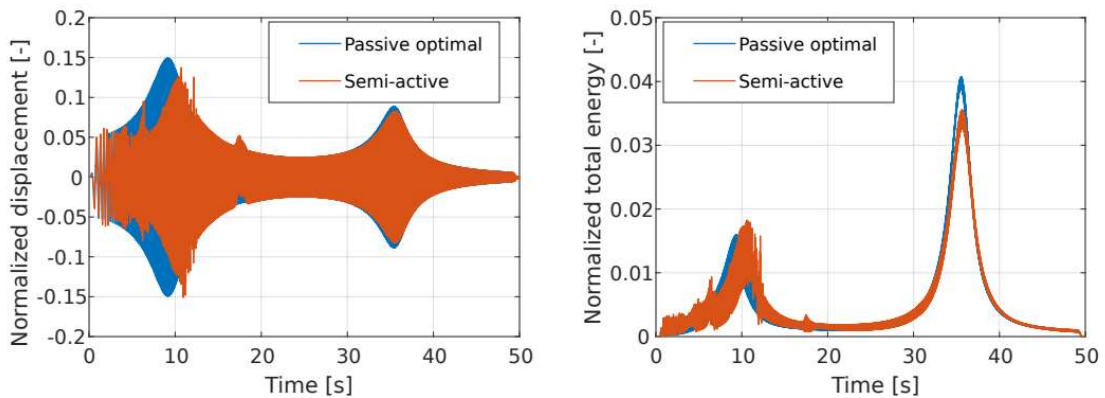 0.2
0.15
0.1
0.05
0
-0.05
-0.1
-0.15
-0.2
Normalized displacement [-]
Passive optimal
Semi-active
0 10 20 30 40 50
Time [s]
0.05
0.04
0.03
0.02
0.01
0
Normalized total energy [-]
Passive optimal
Semi-active
0 10 20 30 40 50
Time [s]